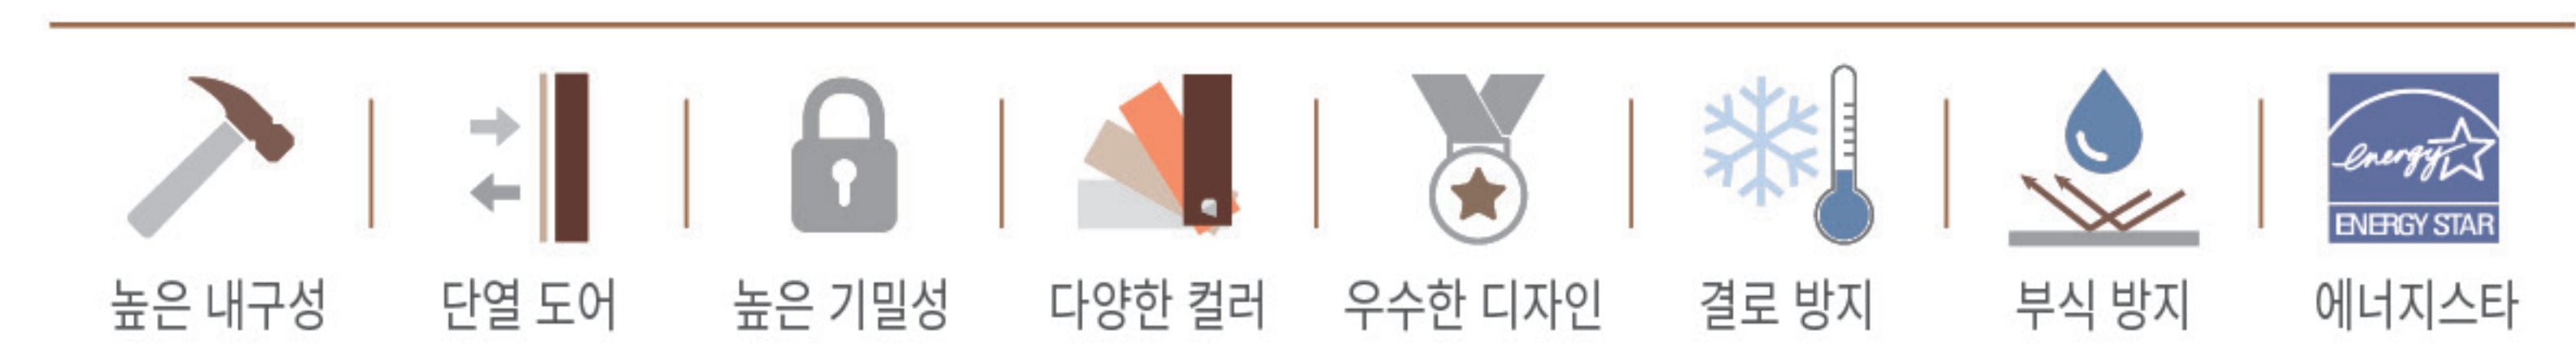 energy
ENERGY STAR
높은 내구성
단열 도어
높은 기밀성
다양한 컬러
우수한 디자인
결로 방지
부식 방지
에너지스타